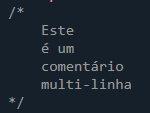 /*
Este
é um
comentário
multi-linha
*/